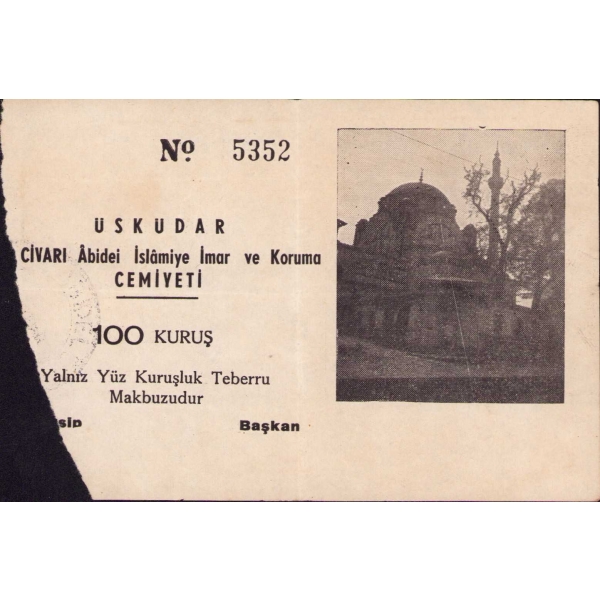 Nº 5352
ÜSKÜDAR
CİVARI Âbidei İslâmiye İmar ve Koruma
CEMİYETİ
100 KURUŞ
Yalnız Yüz Kuruşluk Teberru
Makbuzudur
Başkan